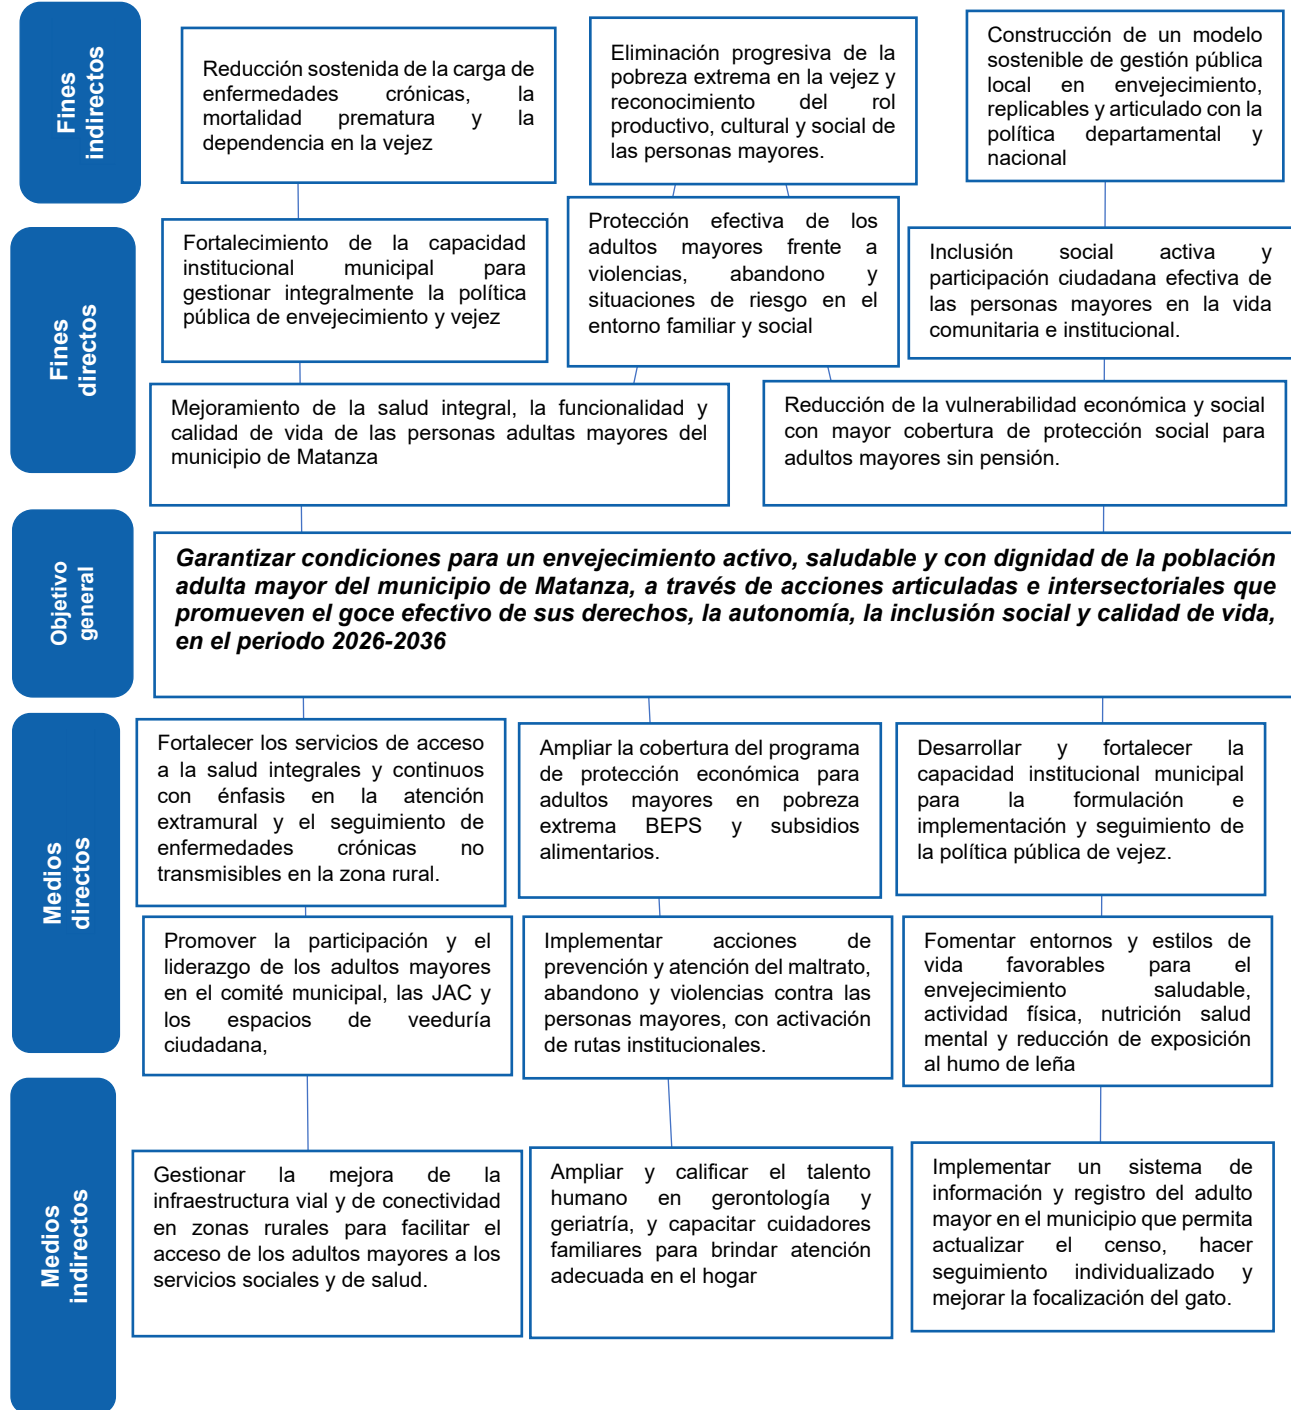 Fines
indirectos
Reducción sostenida de la carga de
enfermedades crónicas, la
mortalidad prematura y la
dependencia en la vejez
Eliminación progresiva de la
pobreza extrema en la vejez y
reconocimiento del rol
productivo, cultural y social de
las personas mayores.
Construcción de un modelo
sostenible de gestión pública
local en envejecimiento,
replicables y articulado con la
política departamental y
nacional
Fines
directos
Fortalecimiento de la capacidad
institucional municipal para
gestionar integralmente la política
pública de envejecimiento y vejez
Protección efectiva de los
adultos mayores frente a
violencias, abandono y
situaciones de riesgo en el
entorno familiar y social
Inclusión social activa y
participación ciudadana efectiva de
las personas mayores en la vida
comunitaria e institucional.
Mejoramiento de la salud integral, la funcionalidad y
calidad de vida de las personas adultas mayores del
municipio de Matanza
Reducción de la vulnerabilidad económica y social
con mayor cobertura de protección social para
adultos mayores sin pensión.
Objetivo
general
Garantizar condiciones para un envejecimiento activo, saludable y con dignidad de la población
adulta mayor del municipio de Matanza, a través de acciones articuladas e intersectoriales que
promueven el goce efectivo de sus derechos, la autonomía, la inclusión social y calidad de vida,
en el periodo 2026-2036
Medios
directos
Fortalecer los servicios de acceso
a la salud integrales y continuos
con énfasis en la atención
extramural y el seguimiento de
enfermedades crónicas no
transmisibles en la zona rural.
Ampliar la cobertura del programa
de protección económica para
adultos mayores en pobreza
extrema BEPS y subsidios
alimentarios.
Desarrollar y fortalecer la
capacidad institucional municipal
para la formulación e
implementación y seguimiento de
la política pública de vejez.
Promover la participación y el
liderazgo de los adultos mayores
en el comité municipal, las JAC y
los espacios de veeduría
ciudadana,
Implementar acciones de
prevención y atención del maltrato,
abandono y violencias contra las
personas mayores, con activación
de rutas institucionales.
Fomentar entornos y estilos de
vida favorables para el
envejecimiento saludable,
actividad física, nutrición salud
mental y reducción de exposición
al humo de leña
Medios
indirectos
Gestionar la mejora de la
infraestructura vial y de conectividad
en zonas rurales para facilitar el
acceso de los adultos mayores a los
servicios sociales y de salud.
Ampliar y calificar el talento
humano en gerontología y
geriatría, y capacitar cuidadores
familiares para brindar atención
adecuada en el hogar
Implementar un sistema de
información y registro del adulto
mayor en el municipio que permita
actualizar el censo, hacer
seguimiento individualizado y
mejorar la focalización del gato.